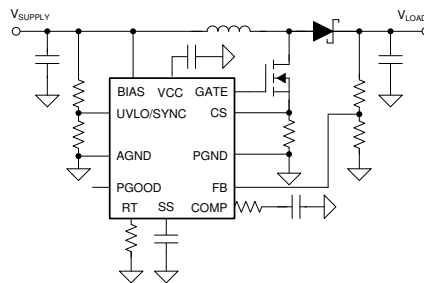 VSUPPLY
VLOAD
BIAS
VCC
GATE
UVLO/SYNC
CS
AGND
PGND
PGOOD
FB
RT
SS
COMP